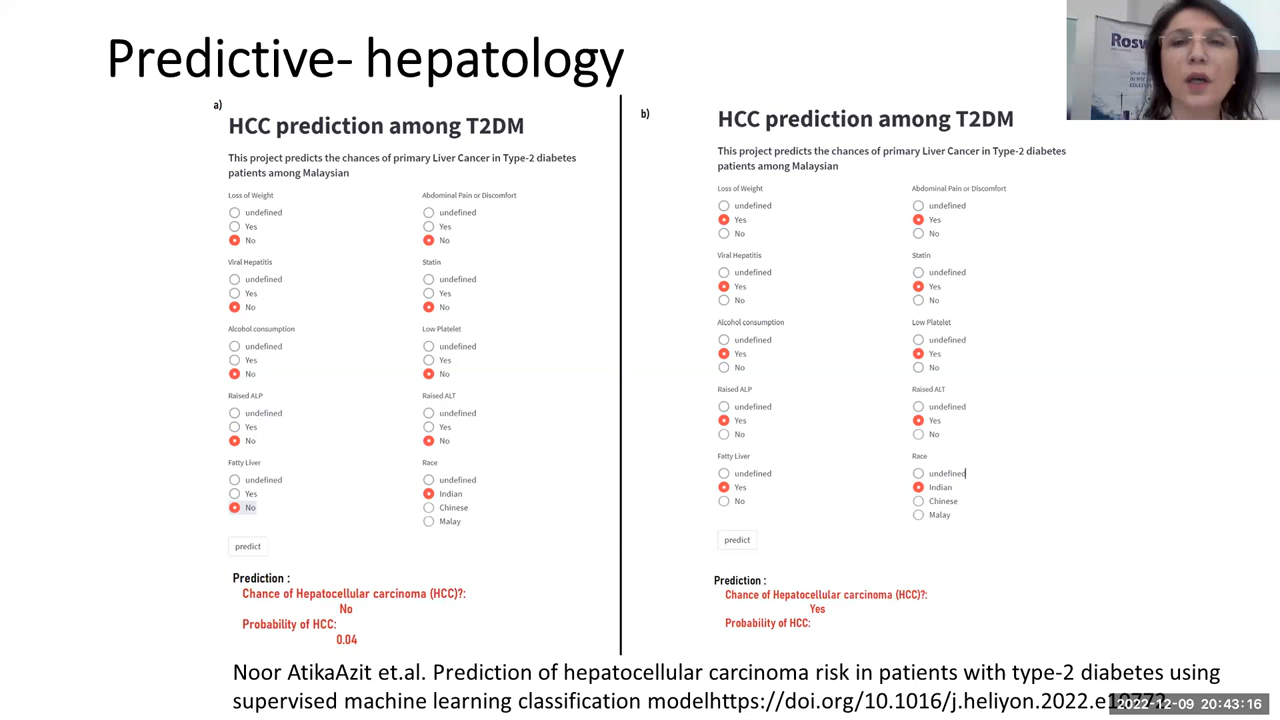 Predictive- hepatology
a)
HCC prediction among T2DM
This project predicts the chances of primary Liver Cancer in Type-2 diabetes
patients among Malaysian
Loss of Weight
undefined
Yes
No
Abdominal Pain or Discomfort
undefined
Yes
No
Viral Hepatitis
undefined
Yes
No
Statin
undefined
Yes
No
Alcohol consumption
undefined
Yes
No
Low Platelet
undefined
Yes
No
Raised ALP
undefined
Yes
No
Raised ALT
undefined
Yes
No
Fatty Liver
undefined
Yes
No
Race
undefined
Indian
Chinese
Malay
predict
Prediction :
Chance of Hepatocellular carcinoma (HCC)?:
No
Probability of HCC:
0.04
b)
HCC prediction among T2DM
This project predicts the chances of primary Liver Cancer in Type-2 diabetes
patients among Malaysian
Loss of Weight
undefined
Yes
No
Abdominal Pain or Discomfort
undefined
Yes
No
Viral Hepatitis
undefined
Yes
No
Statin
undefined
Yes
No
Alcohol consumption
undefined
Yes
No
Low Platelet
undefined
Yes
No
Raised ALP
undefined
Yes
No
Raised ALT
undefined
Yes
No
Fatty Liver
undefined
Yes
No
Race
undefined
Indian
Chinese
Malay
predict
Prediction :
Chance of Hepatocellular carcinoma (HCC)?:
Yes
Probability of HCC:
Noor AtikaAzit et.al. Prediction of hepatocellular carcinoma risk in patients with type-2 diabetes using
supervised machine learning classification modelhttps://doi.org/10.1016/j.heliyon.2022.e
2022-12-09 20:43:16